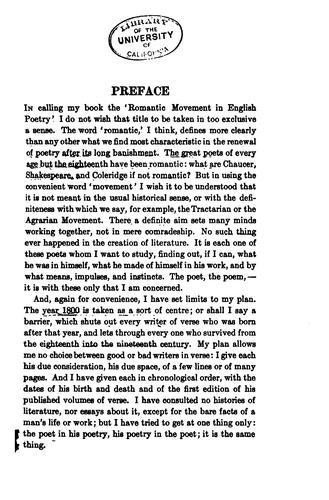 LIBRARY
OF THE
UNIVERSITY
OF
CALIFORNIA
PREFACE
In calling my book the 'Romantic Movement in English
Poetry' I do not wish that title to be taken in too exclusive
a sense. The word 'romantic,' I think, defines more clearly
than any other what we find most characteristic in the renewal
of poetry after its long banishment. The great poets of every
age but the eighteenth have been romantic: what are Chaucer,
Shakespeare, and Coleridge if not romantic? But in using the
convenient word 'movement' I wish it to be understood that
it is not meant in the usual historical sense, or with the defi-
niteness with which we say, for example, the Tractarian or the
Agrarian Movement. There a definite aim sets many minds
working together, not in mere comradeship. No such thing
ever happened in the creation of literature. It is each one of
these poets whom I want to study, finding out, if I can, what
he was in himself, what he made of himself in his work, and by
what means, impulses, and instincts. The poet, the poem, —
it is with these only that I am concerned.
And, again for convenience, I have set limits to my plan.
The year 1800 is taken as a sort of centre; or shall I say a
barrier, which shuts out every writer of verse who was born
after that year, and lets through every one who survived from
the eighteenth into the nineteenth century. My plan allows
me no choice between good or bad writers in verse: I give each
his due consideration, his due space, of a few lines or of many
pages. And I have given each in chronological order, with the
dates of his birth and death and of the first edition of his
published volumes of verse. I have consulted no histories of
literature, nor essays about it, except for the bare facts of a
man's life or work; but I have tried to get at one thing only:
the poet in his poetry, his poetry in the poet; it is the same
thing.